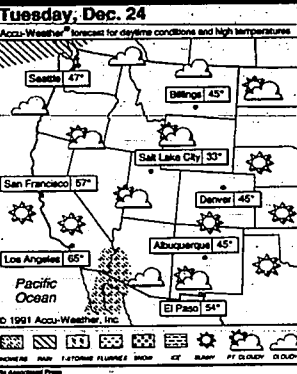 Tuesday, Dec. 24
Accu-Weather® forecast for daytime conditions and high temperatures
Seattle 47°
Billings 45°
Salt Lake City 33°
San Francisco 57°
Denver 45°
Albuquerque 45°
Los Angeles 65°
Pacific
Ocean
El Paso 54°
© 1991 Accu-Weather, Inc.
SHOWERS RAIN T-STORMS FLURRIES SNOW ICE SUNNY PT. CLOUDY CLOUDY